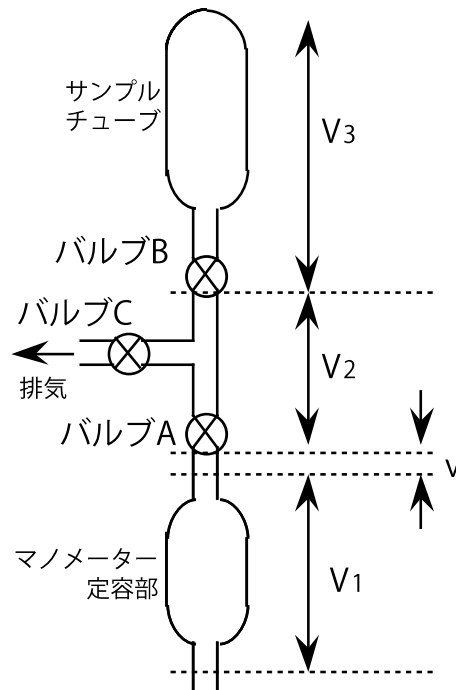 サンプル
チューブ
V3
バルブB
バルブC
V2
排気
バルブA
v
マノメーター
定容部
V1